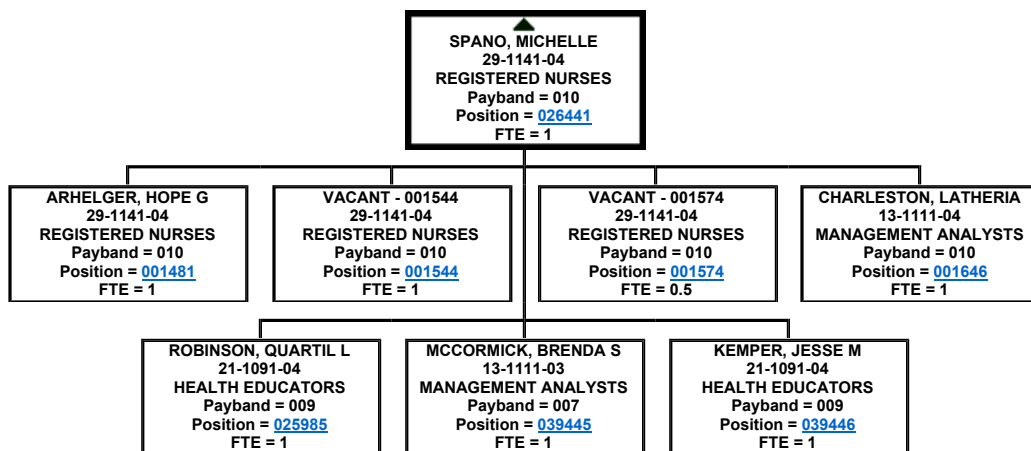 SPANO, MICHELLE
29-1141-04
REGISTERED NURSES
Payband = 010
Position = 026441
FTE = 1
ARHELGER, HOPE G
29-1141-04
REGISTERED NURSES
Payband = 010
Position = 001481
FTE = 1
VACANT - 001544
29-1141-04
REGISTERED NURSES
Payband = 010
Position = 001544
FTE = 1
VACANT - 001574
29-1141-04
REGISTERED NURSES
Payband = 010
Position = 001574
FTE = 0.5
CHARLESTON, LATHERIA
13-1111-04
MANAGEMENT ANALYSTS
Payband = 010
Position = 001646
FTE = 1
ROBINSON, QUARTIL L
21-1091-04
HEALTH EDUCATORS
Payband = 009
Position = 025985
FTE = 1
MCCORMICK, BRENDA S
13-1111-03
MANAGEMENT ANALYSTS
Payband = 007
Position = 039445
FTE = 1
KEMPER, JESSE M
21-1091-04
HEALTH EDUCATORS
Payband = 009
Position = 039446
FTE = 1